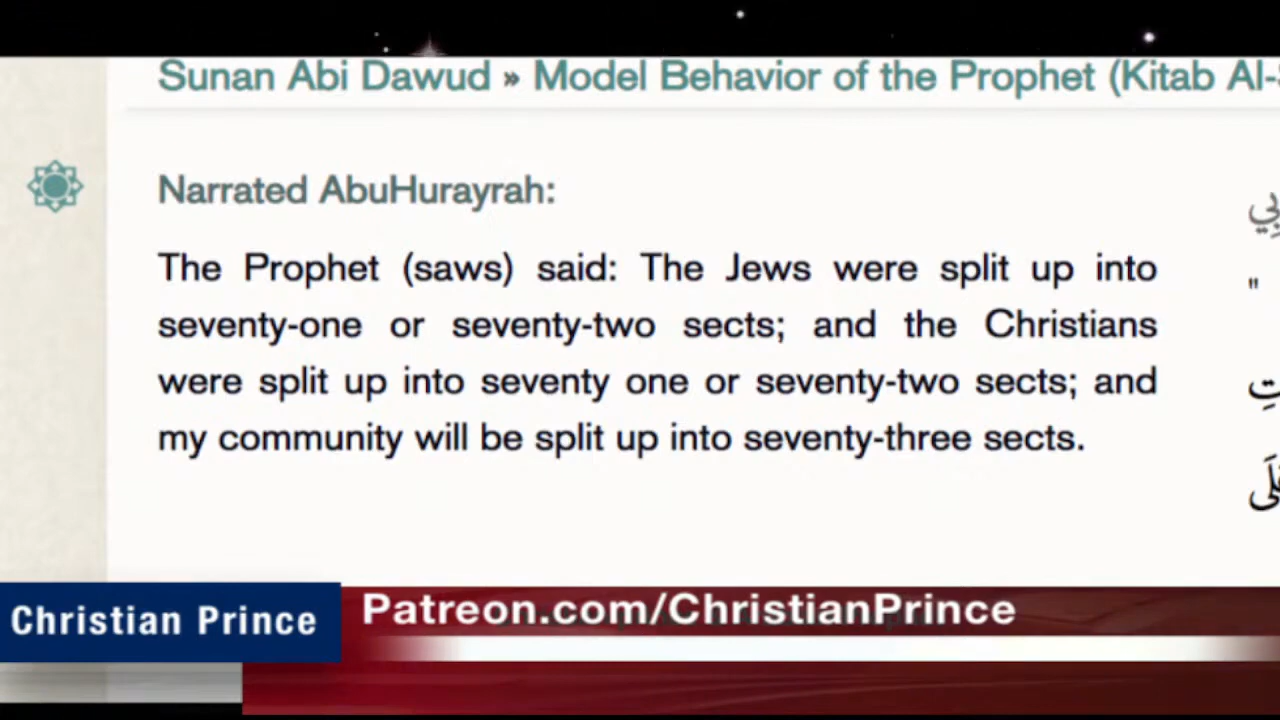 Sunan Abi Dawud » Model Behavior of the Prophet (Kitab Al-
Narrated AbuHurayrah:
The Prophet (saws) said: The Jews were split up into
seventy-one or seventy-two sects; and the Christians
were split up into seventy one or seventy-two sects; and
my community will be split up into seventy-three sects.
Christian Prince
Patreon.com/ChristianPrince